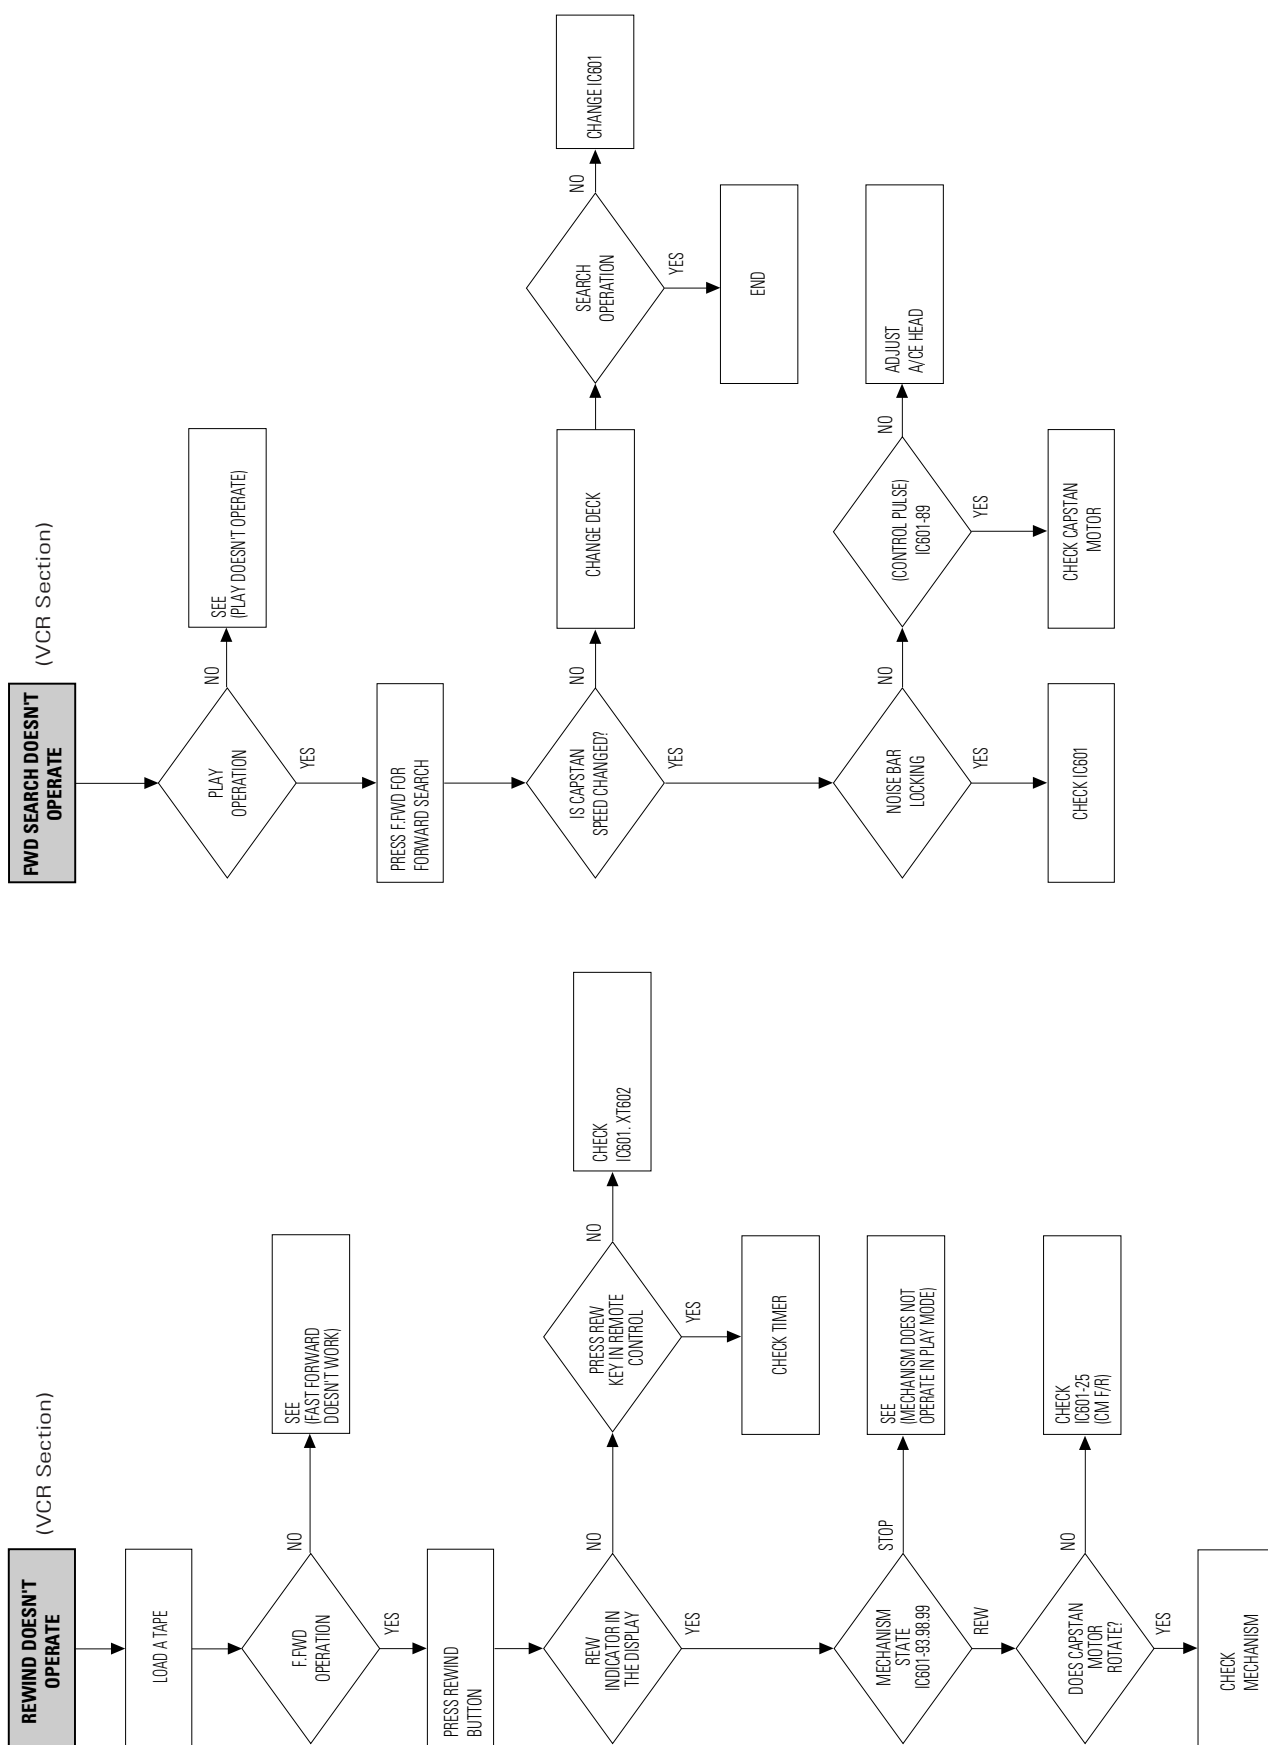 REWIND DOESN'T
OPERATE
(VCR Section)
LOAD A TAPE
F.FWD
OPERATION
NO
SEE
(FAST FORWARD
DOESN'T WORK)
YES
PRESS REWIND
BUTTON
REW
INDICATOR IN
THE DISPLAY
NO
PRESS REW
KEY IN REMOTE
CONTROL
NO
CHECK
IC601. XT602
YES
CHECK TIMER
YES
MECHANISM
STATE
IC601-93.98.99
STOP
SEE
(MECHANISM DOES NOT
OPERATE IN PLAY MODE)
REW
DOES CAPSTAN
MOTOR
ROTATE?
NO
CHECK
IC601-25
(CM F/R)
YES
CHECK
MECHANISM
FWD SEARCH DOESN'T
OPERATE
(VCR Section)
PLAY
OPERATION
NO
SEE
(PLAY DOESN'T OPERATE)
YES
PRESS F.FWD FOR
FORWARD SEARCH
IS CAPSTAN
SPEED CHANGED?
NO
CHANGE DECK
SEARCH
OPERATION
NO
CHANGE IC601
YES
END
YES
NOISE BAR
LOCKING
NO
(CONTROL PULSE)
IC601-89
NO
ADJUST
A/CE HEAD
YES
CHECK CAPSTAN
MOTOR
YES
CHECK IC601